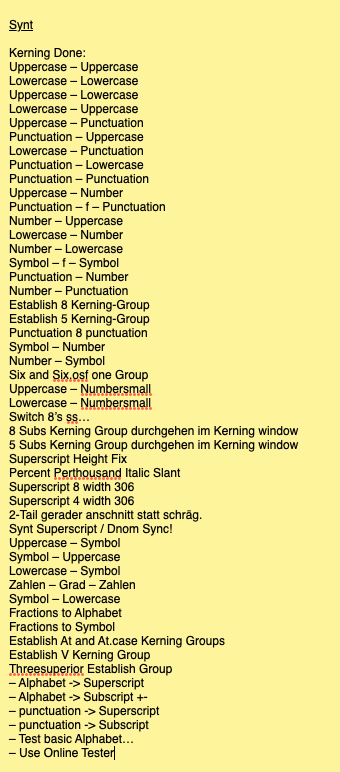 Synt
Kerning Done:
Uppercase – Uppercase
Lowercase – Lowercase
Uppercase – Lowercase
Lowercase – Uppercase
Uppercase – Punctuation
Punctuation – Uppercase
Lowercase – Punctuation
Punctuation – Lowercase
Punctuation – Punctuation
Uppercase – Number
Punctuation – f – Punctuation
Number – Uppercase
Lowercase – Number
Number – Lowercase
Symbol – f – Symbol
Punctuation – Number
Number – Punctuation
Establish 8 Kerning-Group
Establish 5 Kerning-Group
Punctuation 8 punctuation
Symbol – Number
Number – Symbol
Six and Six.osf one Group
Uppercase – Numbersmall
Lowercase – Numbersmall
Switch 8’s ss…
8 Subs Kerning Group durchgehen im Kerning window
5 Subs Kerning Group durchgehen im Kerning window
Superscript Height Fix
Percent Perthousand Italic Slant
Superscript 8 width 306
Superscript 4 width 306
2-Tail gerader anschnitt statt schräg.
Synt Superscript / Dnom Sync!
Uppercase – Symbol
Symbol – Uppercase
Lowercase – Symbol
Zahlen – Grad – Zahlen
Symbol – Lowercase
Fractions to Alphabet
Fractions to Symbol
Establish At and At.case Kerning Groups
Establish V Kerning Group
Threesuperior Establish Group
– Alphabet -> Superscript
– Alphabet -> Subscript +-
– punctuation -> Superscript
– punctuation -> Subscript
– Test basic Alphabet…
– Use Online Tester